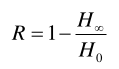 R = 1 - H∞/H0